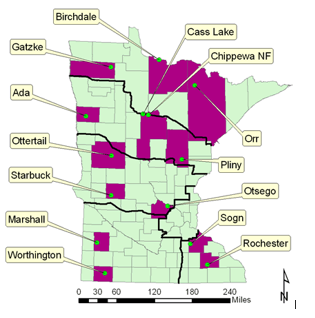 Birchdale
Cass Lake
Gatzke
Chippewa NF
Ada
Orr
Ottertail
Pliny
Starbuck
Otsego
Marshall
Sogn
Worthington
Rochester
0 30 60 120 180 240 300
Miles
N